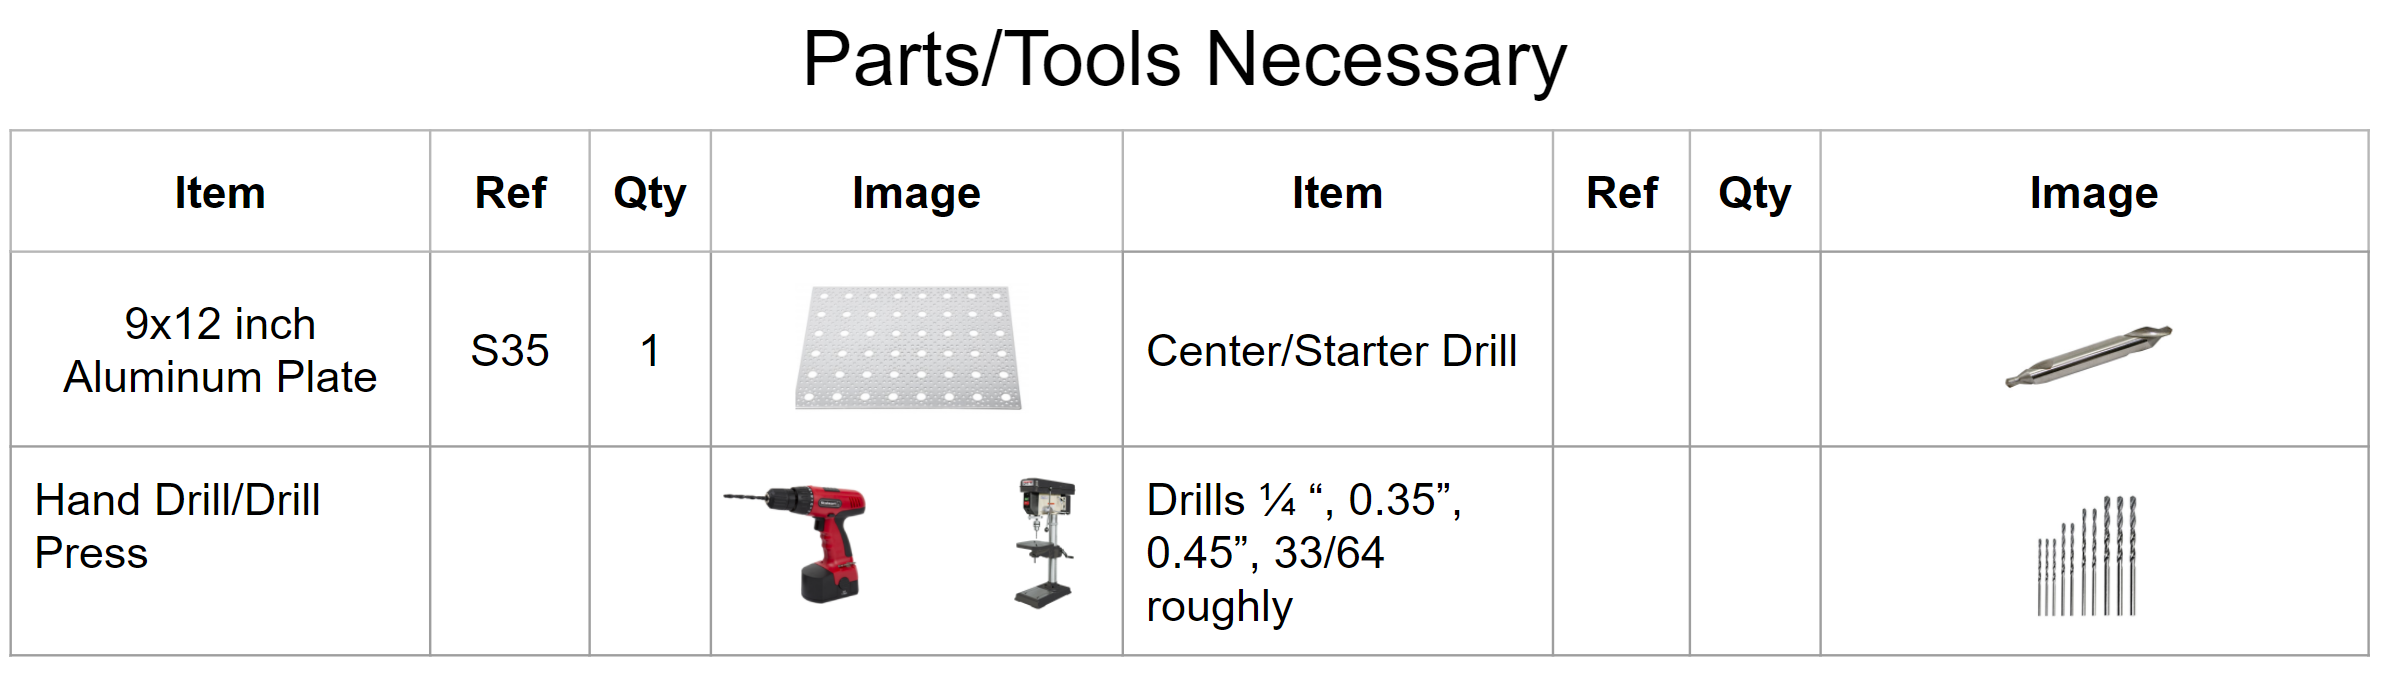 Parts/Tools Necessary
Item Ref Qty Image Item Ref Qty Image
9x12 inch
Aluminum Plate
S35
1
Center/Starter Drill
Hand Drill/Drill
Press
Drills ¼ “, 0.35”,
0.45”, 33/64
roughly